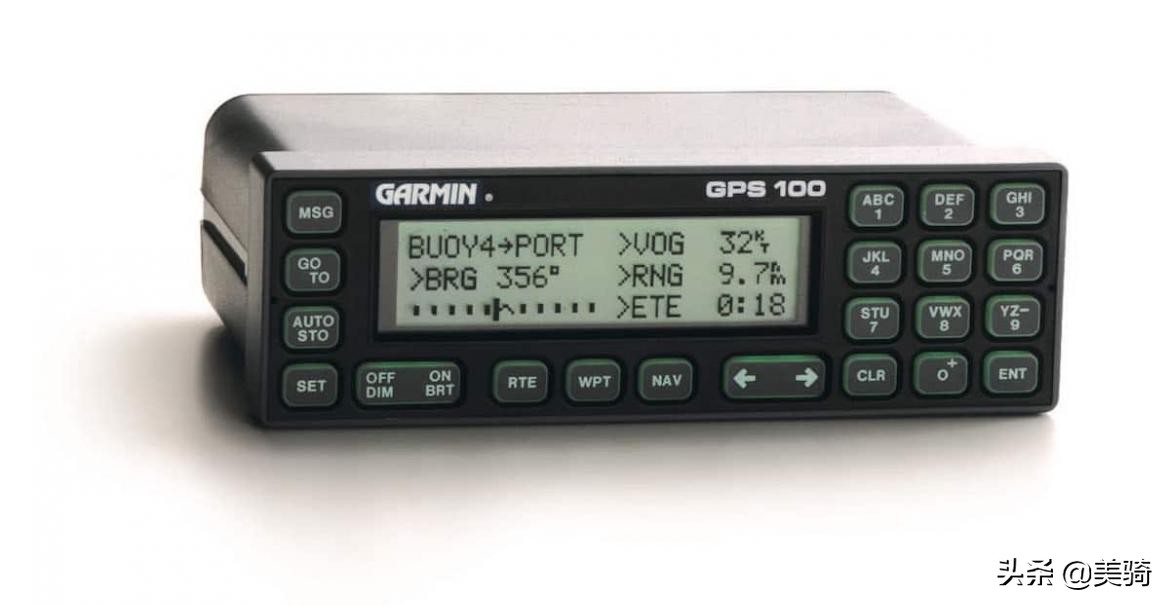 GARMIN®
GPS 100
BUOY4→PORT >VOG 32KT
>BRG 356° >RNG 9.7nm
>ETE 0:18
MSG
GO TO
AUTO STO
SET
OFF DIM ON BRT
RTE
WPT
NAV
← →
ABC 1
DEF 2
GHI 3
JKL 4
MNO 5
PQR 6
STU 7
VWX 8
YZ– 9
CLR
0+
ENT
头条 @美骑